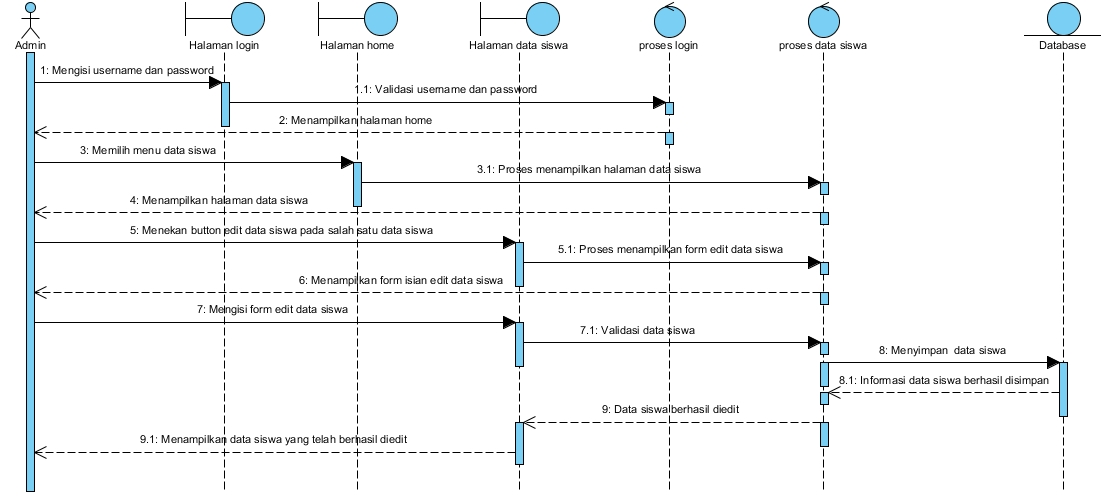 Admin
Halaman login
Halaman home
Halaman data siswa
proses login
proses data siswa
Database
1: Mengisi username dan password
1.1: Validasi username dan password
2: Menampilkan halaman home
3: Memilih menu data siswa
3.1: Proses menampilkan halaman data siswa
4: Menampilkan halaman data siswa
5: Menekan button edit data siswa pada salah satu data siswa
5.1: Proses menampilkan form edit data siswa
6: Menampilkan form isian edit data siswa
7: Mengisi form edit data siswa
7.1: Validasi data siswa
8: Menyimpan  data siswa
8.1: Informasi data siswa berhasil disimpan
9: Data siswa berhasil diedit
9.1: Menampilkan data siswa yang telah berhasil diedit